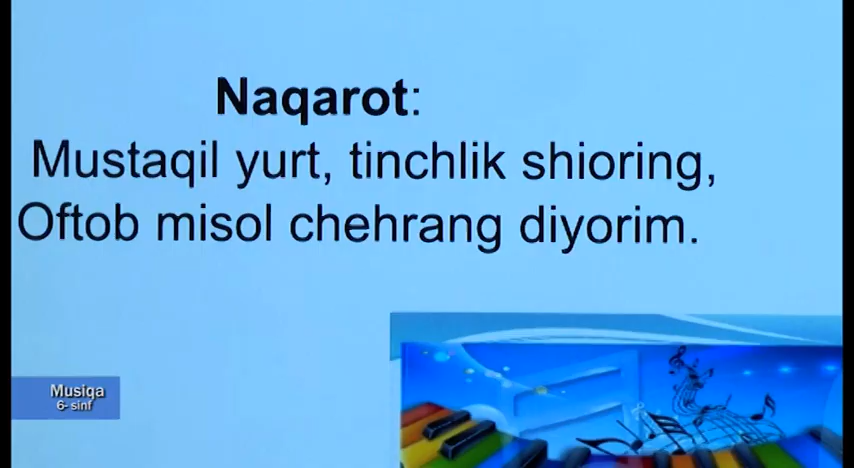 Naqarot:
Mustaqil yurt, tinchlik shioring,
Oftob misol chehrang diyorim.
Musiqa
6- sinf